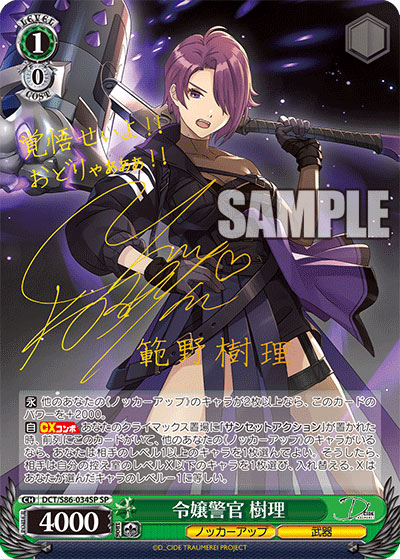 LEVEL
1
0
COST
覚悟せいよ!!
おどりゃあぁぁ!!
SAMPLE
範野樹理
永 他のあなたの《ノッカーアップ》のキャラが2枚以上なら、このカードの
パワーを+2000。
自 CXコンボ あなたのクライマックス置場に「サンセットアクション」が置かれた
時、前列にこのカードがいて、他のあなたの《ノッカーアップ》のキャラがいる
なら、あなたは相手のレベル1以上のキャラを1枚選んでよい。そうしたら、
相手は自分の控え室のレベルX以下のキャラを1枚選び、入れ替える。Xは
あなたが選んだキャラのレベル-1に等しい。
CH DCT/S86-034SP SP
4000
令嬢警官 樹理
ノッカーアップ
武器
©D_CIDE TRAUMEREI PROJECT